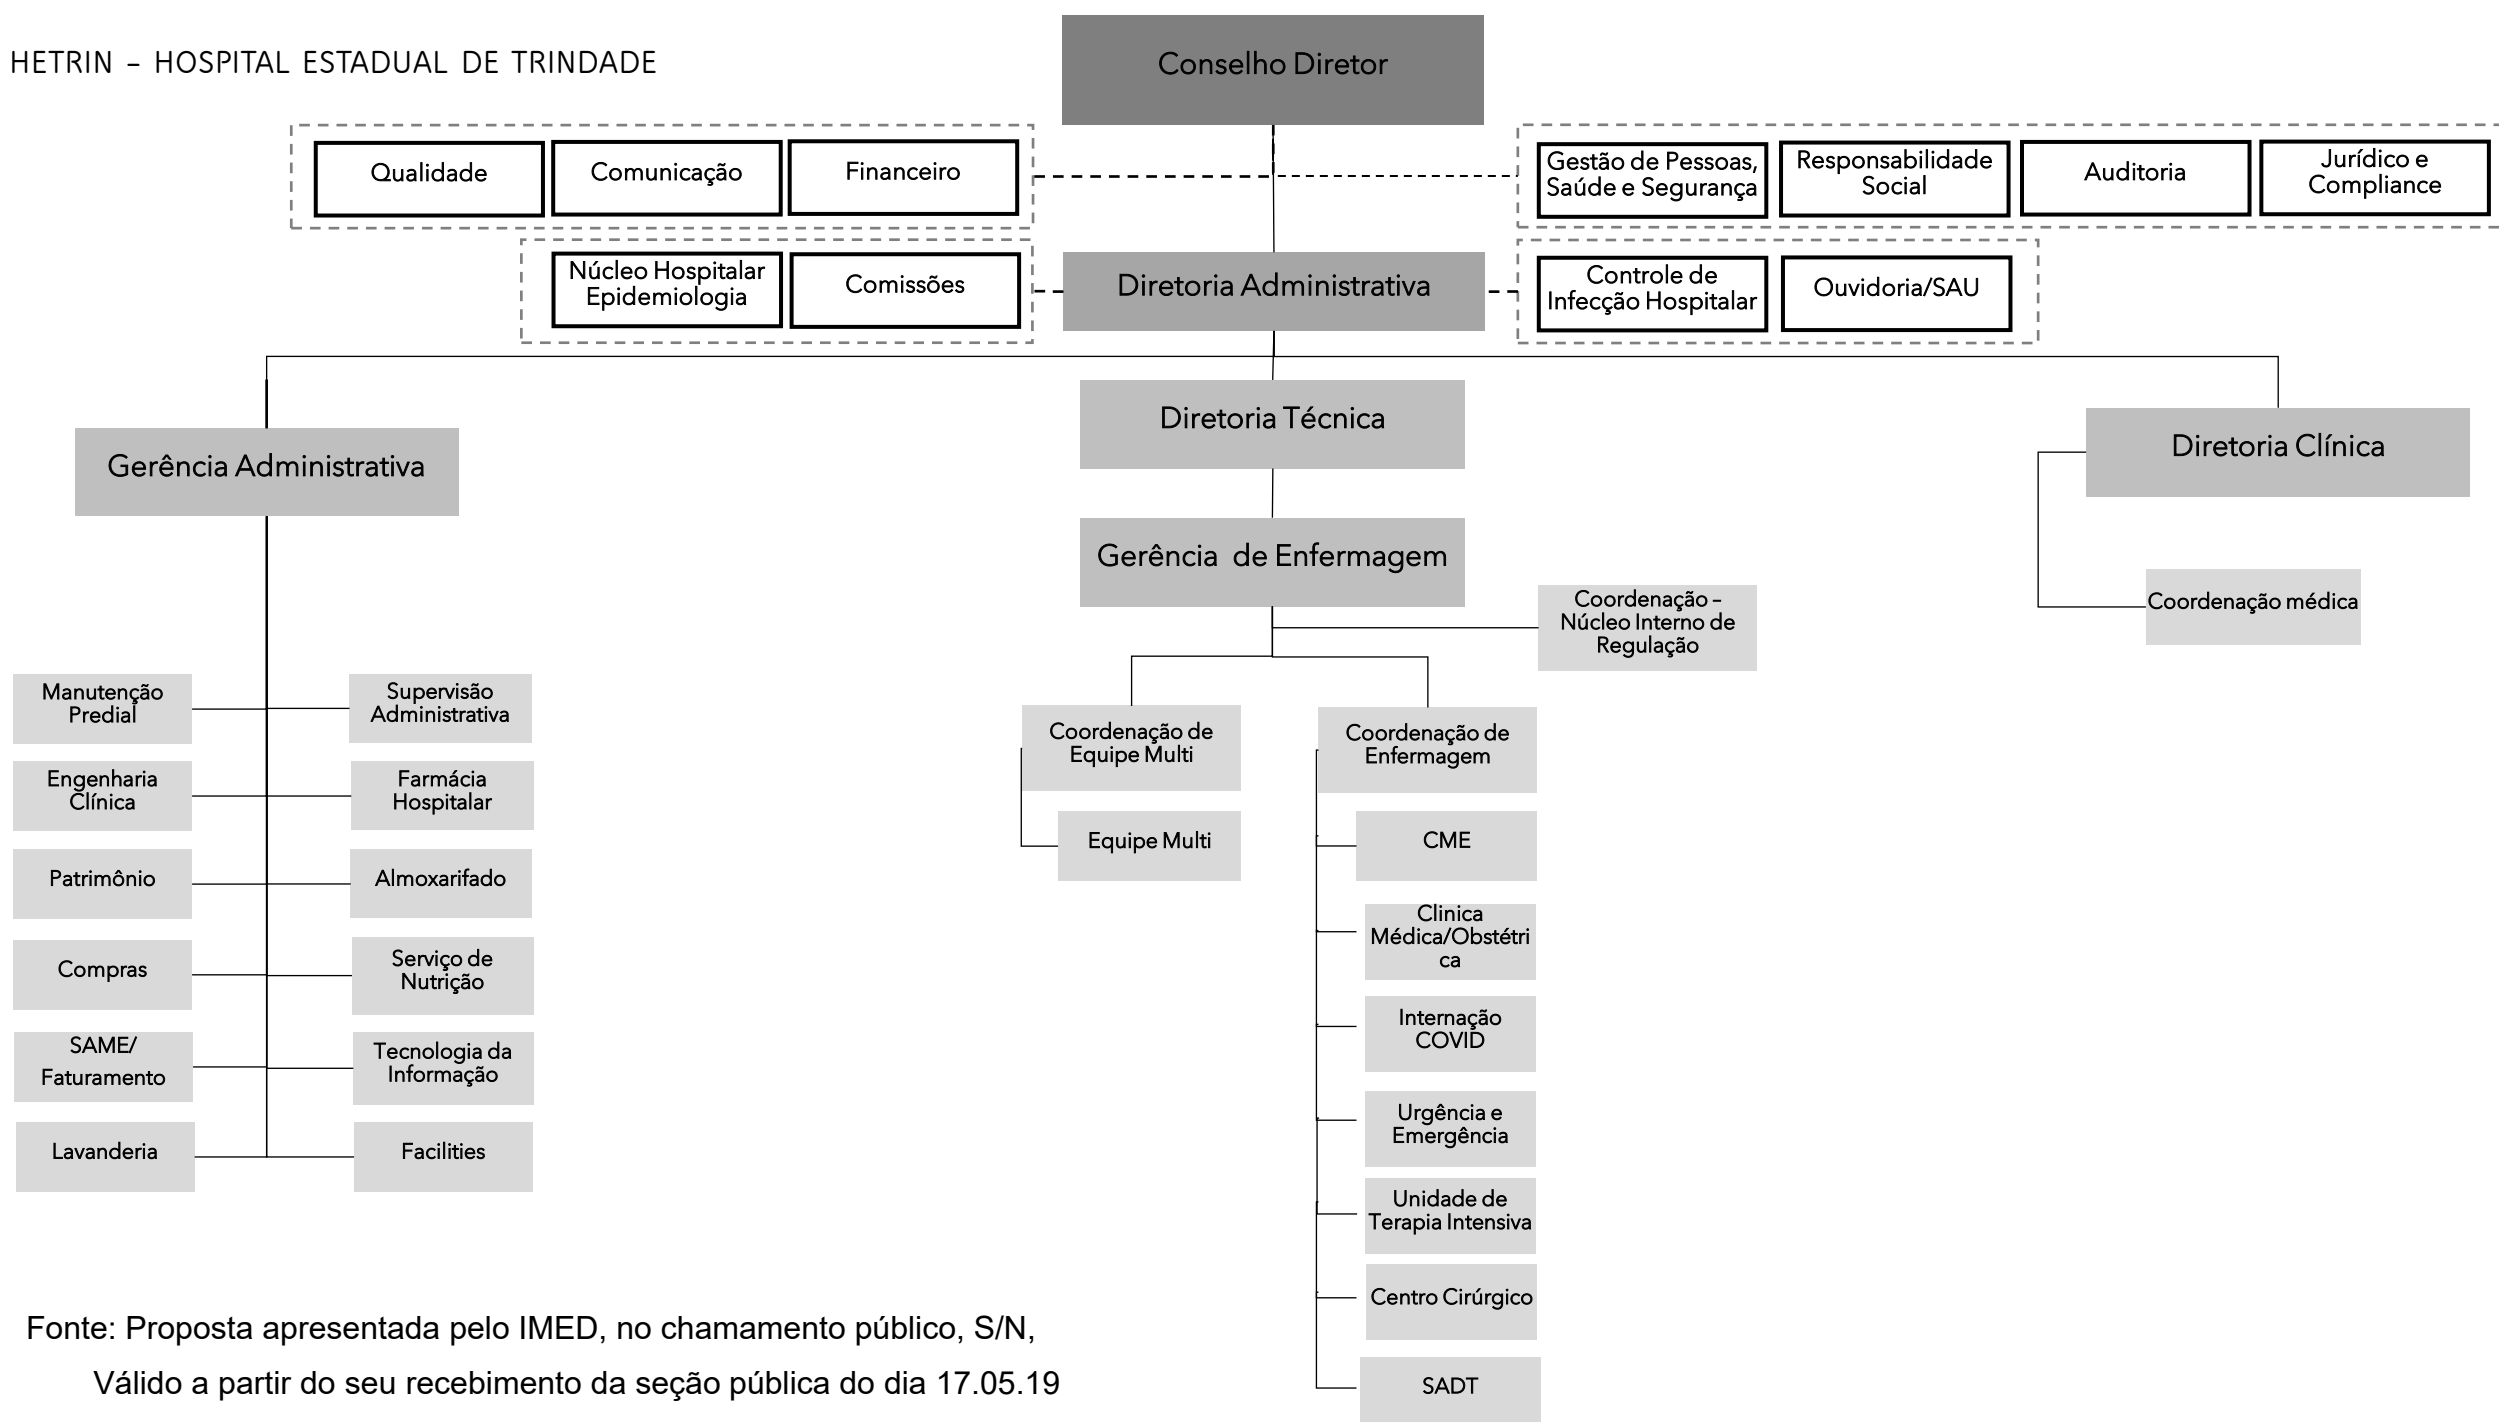 HETRIN – HOSPITAL ESTADUAL DE TRINDADE
Conselho Diretor
Qualidade
Comunicação
Financeiro
Gestão de Pessoas,
Saúde e Segurança
Responsabilidade
Social
Auditoria
Jurídico e
Compliance
Núcleo Hospitalar
Epidemiologia
Comissões
Diretoria Administrativa
Controle de
Infecção Hospitalar
Ouvidoria/SAU
Gerência Administrativa
Diretoria Técnica
Diretoria Clínica
Gerência de Enfermagem
Coordenação –
Núcleo Interno de
Regulação
Coordenação médica
Manutenção
Predial
Supervisão
Administrativa
Engenharia
Clínica
Farmácia
Hospitalar
Patrimônio
Almoxarifado
Compras
Serviço de
Nutrição
SAME/
Faturamento
Tecnologia da
Informação
Lavanderia
Facilities
Coordenação de
Equipe Multi
Equipe Multi
Coordenação de
Enfermagem
CME
Clinica
Médica/Obstétri
ca
Internação
COVID
Urgência e
Emergência
Unidade de
Terapia Intensiva
Centro Cirúrgico
SADT
Fonte: Proposta apresentada pelo IMED, no chamamento público, S/N,
Válido a partir do seu recebimento da seção pública do dia 17.05.19